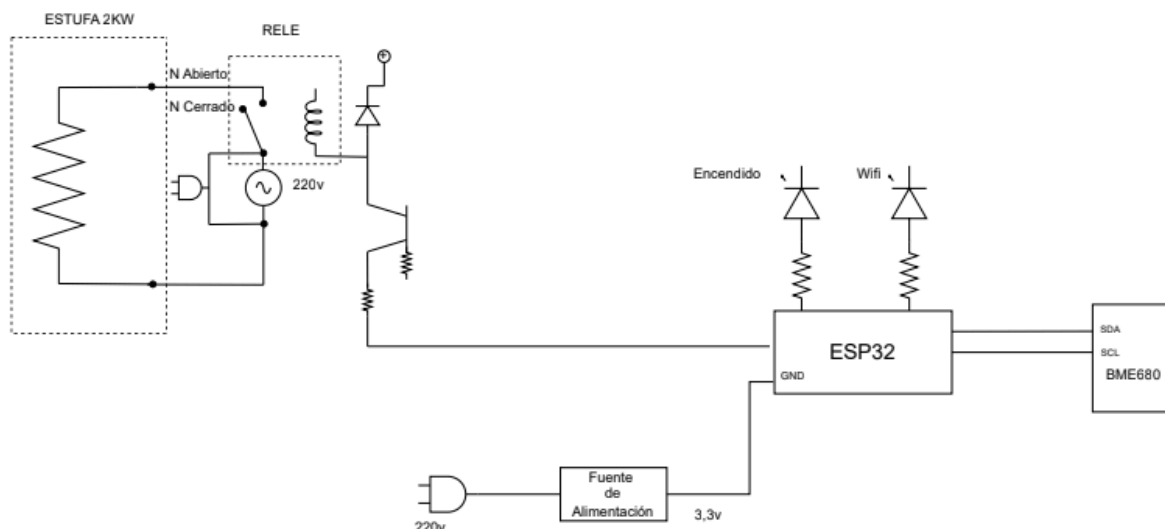 ESTUFA 2KW
RELE
N Abierto
N Cerrado
220v
Encendido
Wifi
ESP32
GND
SDA
SCL
BME680
Fuente
de
Alimentación
3,3v
220v